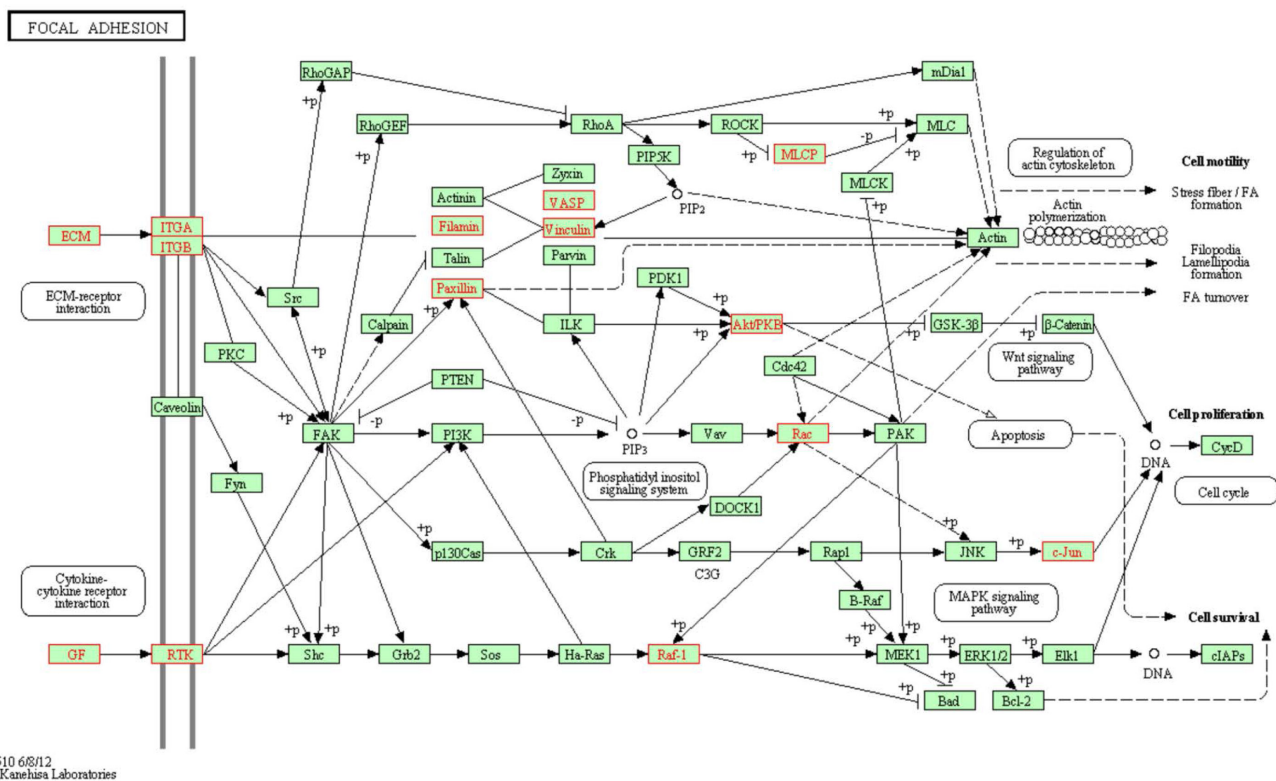 FOCAL ADHESION
RhoGAP
mDia1
+p
RhoGEF
RhoA
ROCK
+p
MLC
+p
-p
MLCP
+p
+p
PIP5K
Zyxin
Actinin
VASP
PIP2
MLCK
+p
Regulation of
actin cytoskeleton
Cell motility
Stress fiber / FA
formation
Actin
polymerization
ECM
ITGA
ITGB
Filamin
Vinculin
Actin
Talin
Parvin
Filopodia
Lamellipodia
formation
FA turnover
ECM-receptor
interaction
Src
Paxillin
+p
PDK1
+p
Calpain
ILK
+p
Akt/PKB
GSK-3β
+p
β-Catenin
Wnt signaling
pathway
PKC
+p
+p
Cdc42
PTEN
Caveolin
+p
-p
-p
FAK
PI3K
PIP3
Vav
Rac
PAK
Apoptosis
Cell proliferation
DNA
CycD
Fyn
Phosphatidyl inositol
signaling system
Cell cycle
DOCK1
+p
+p
p130Cas
Crk
GRF2
C3G
Rap1
JNK
+p
c-Jun
Cytokine-
cytokine receptor
interaction
B-Raf
MAPK signaling
pathway
Cell survival
+p
+p
+p
+p
+p
GF
RTK
Shc
Grb2
Sos
Ha-Ras
Raf-1
MEK1
+p
ERK1/2
+p
Elk1
DNA
cIAPs
+p
+p
+p
Bad
Bcl-2
510 6/8/12
Kanehisa Laboratories